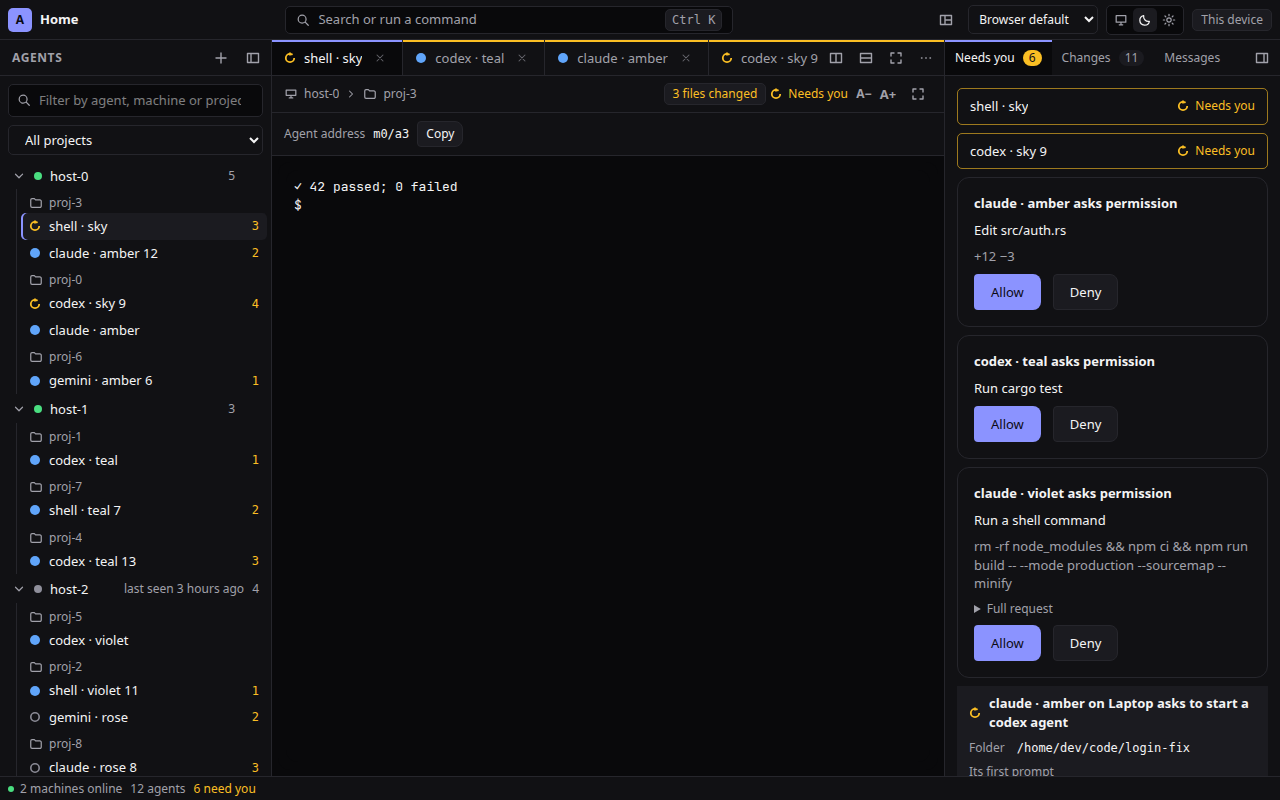 A Home
Search or run a command Ctrl K
Browser default
This device
AGENTS
Filter by agent, machine or projec
All projects
host-0 5
proj-3
shell · sky 3
claude · amber 12 2
proj-0
codex · sky 9 4
claude · amber
proj-6
gemini · amber 6 1
host-1 3
proj-1
codex · teal 1
proj-7
shell · teal 7 2
proj-4
codex · teal 13 3
host-2 last seen 3 hours ago 4
proj-5
codex · violet
proj-2
shell · violet 11 1
gemini · rose 2
proj-8
claude · rose 8 3
shell · sky
codex · teal
claude · amber
codex · sky 9
host-0 proj-3
3 files changed Needs you A− A+
Agent address m0/a3 Copy
✓ 42 passed; 0 failed
$
Needs you 6 Changes 11 Messages
shell · sky Needs you
codex · sky 9 Needs you
claude · amber asks permission
Edit src/auth.rs
+12 −3
Allow Deny
codex · teal asks permission
Run cargo test
Allow Deny
claude · violet asks permission
Run a shell command
rm -rf node_modules && npm ci && npm run
build -- --mode production --sourcemap --
minify
Full request
Allow Deny
claude · amber on Laptop asks to start a
codex agent
Folder /home/dev/code/login-fix
Its first prompt
2 machines online 12 agents 6 need you